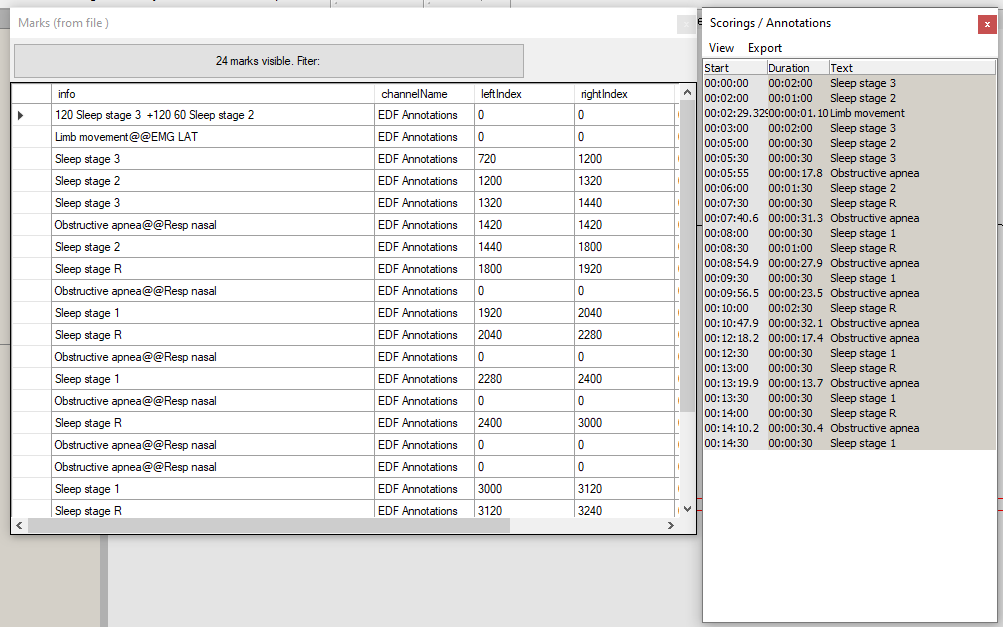 Marks (from file )
24 marks visible. Fiter:
info channelName leftIndex rightIndex
120 Sleep stage 3 +120 60 Sleep stage 2 EDF Annotations 0 0
Limb movement@@EMG LAT EDF Annotations 0 0
Sleep stage 3 EDF Annotations 720 1200
Sleep stage 2 EDF Annotations 1200 1320
Sleep stage 3 EDF Annotations 1320 1440
Obstructive apnea@@Resp nasal EDF Annotations 1420 1420
Sleep stage 2 EDF Annotations 1440 1800
Sleep stage R EDF Annotations 1800 1920
Obstructive apnea@@Resp nasal EDF Annotations 0 0
Sleep stage 1 EDF Annotations 1920 2040
Sleep stage R EDF Annotations 2040 2280
Obstructive apnea@@Resp nasal EDF Annotations 0 0
Sleep stage 1 EDF Annotations 2280 2400
Obstructive apnea@@Resp nasal EDF Annotations 0 0
Sleep stage R EDF Annotations 2400 3000
Obstructive apnea@@Resp nasal EDF Annotations 0 0
Obstructive apnea@@Resp nasal EDF Annotations 0 0
Sleep stage 1 EDF Annotations 3000 3120
Sleep stage R EDF Annotations 3120 3240
Scorings / Annotations
x
View Export
Start Duration Text
00:00:00 00:02:00 Sleep stage 3
00:02:00 00:01:00 Sleep stage 2
00:02:29.329 00:00:01.10 Limb movement
00:03:00 00:02:00 Sleep stage 3
00:05:00 00:00:30 Sleep stage 2
00:05:30 00:00:30 Sleep stage 3
00:05:55 00:00:17.8 Obstructive apnea
00:06:00 00:01:30 Sleep stage 2
00:07:30 00:00:30 Sleep stage R
00:07:40.6 00:00:31.3 Obstructive apnea
00:08:00 00:00:30 Sleep stage 1
00:08:30 00:01:00 Sleep stage R
00:08:54.9 00:00:27.9 Obstructive apnea
00:09:30 00:00:30 Sleep stage 1
00:09:56.5 00:00:23.5 Obstructive apnea
00:10:00 00:02:30 Sleep stage R
00:10:47.9 00:00:32.1 Obstructive apnea
00:12:18.2 00:00:17.4 Obstructive apnea
00:12:30 00:00:30 Sleep stage 1
00:13:00 00:00:30 Sleep stage R
00:13:19.9 00:00:13.7 Obstructive apnea
00:13:30 00:00:30 Sleep stage 1
00:14:00 00:00:30 Sleep stage R
00:14:10.2 00:00:30.4 Obstructive apnea
00:14:30 00:00:30 Sleep stage 1